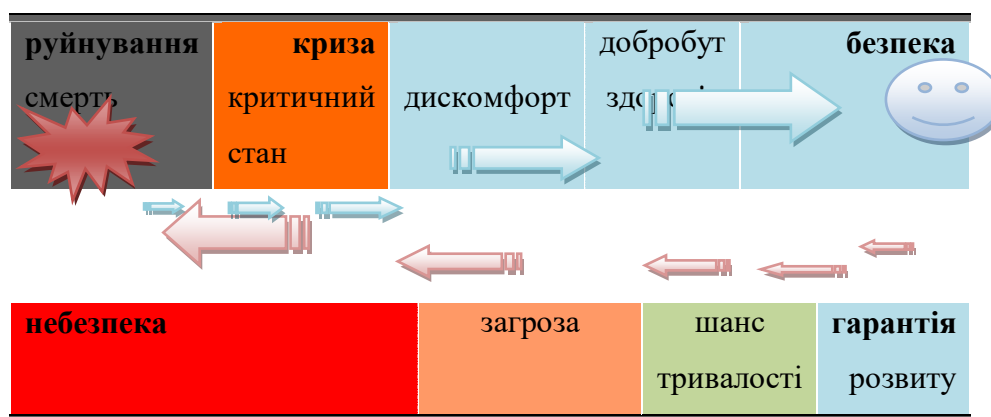 руйнування
смерть
криза
критичний
стан
дискомфорт
добробут
безпека
небезпека
загроза
шанс
тривалості
гарантія
розвиту